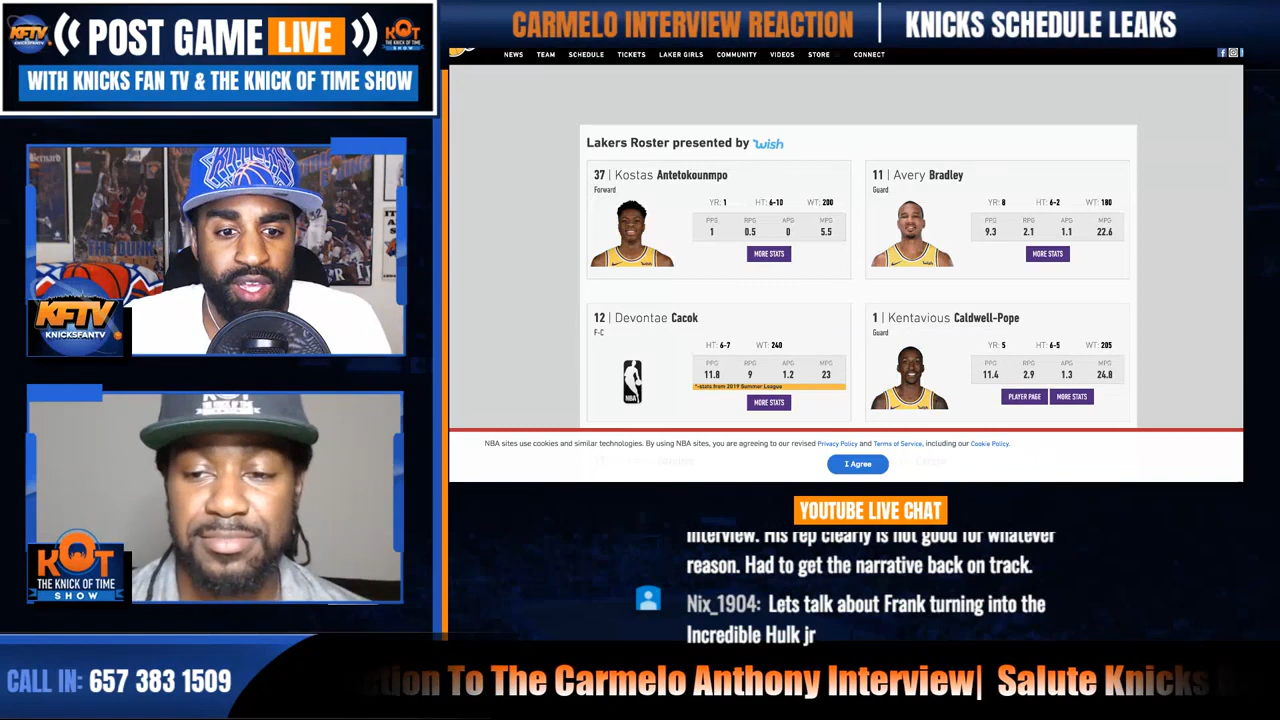 KFTV
KNICKSFANTV
POST GAME LIVE
KOT
THE KNICK OF TIME
SHOW
WITH KNICKS FAN TV & THE KNICK OF TIME SHOW
CARMELO INTERVIEW REACTION
KNICKS SCHEDULE LEAKS
NEWS TEAM SCHEDULE TICKETS LAKER GIRLS COMMUNITY VIDEOS STORE CONNECT
Lakers Roster presented by wish
37 | Kostas Antetokounmpo
Forward
YR: 1 HT: 6-10 WT: 200
PPG RPG APG MPG
1 0.5 0 5.5
MORE STATS
11 | Avery Bradley
Guard
YR: 8 HT: 6-2 WT: 180
PPG RPG APG MPG
9.3 2.1 1.1 22.6
MORE STATS
12 | Devontae Cacok
F-C
HT: 6-7 WT: 240
PPG RPG APG MPG
11.8 9 1.2 23
*-stats from 2019 Summer League
MORE STATS
NBA
1 | Kentavious Caldwell-Pope
Guard
YR: 5 HT: 6-5 WT: 205
PPG RPG APG MPG
11.4 2.9 1.3 24.8
PLAYER PAGE MORE STATS
NBA sites use cookies and similar technologies. By using NBA sites, you are agreeing to our revised Privacy Policy and Terms of Service, including our Cookie Policy.
I Agree
Bernard
THE DUNK
KNICKS
KFTV
KNICKSFANTV
KOT
KOT
THE KNICK OF TIME
SHOW
YOUTUBE LIVE CHAT
interview. His rep clearly is not good for whatever
reason. Had to get the narrative back on track.
Nix_1904: Lets talk about Frank turning into the
Incredible Hulk jr
CALL IN: 657 383 1509
ction To The Carmelo Anthony Interview| Salute Knicks